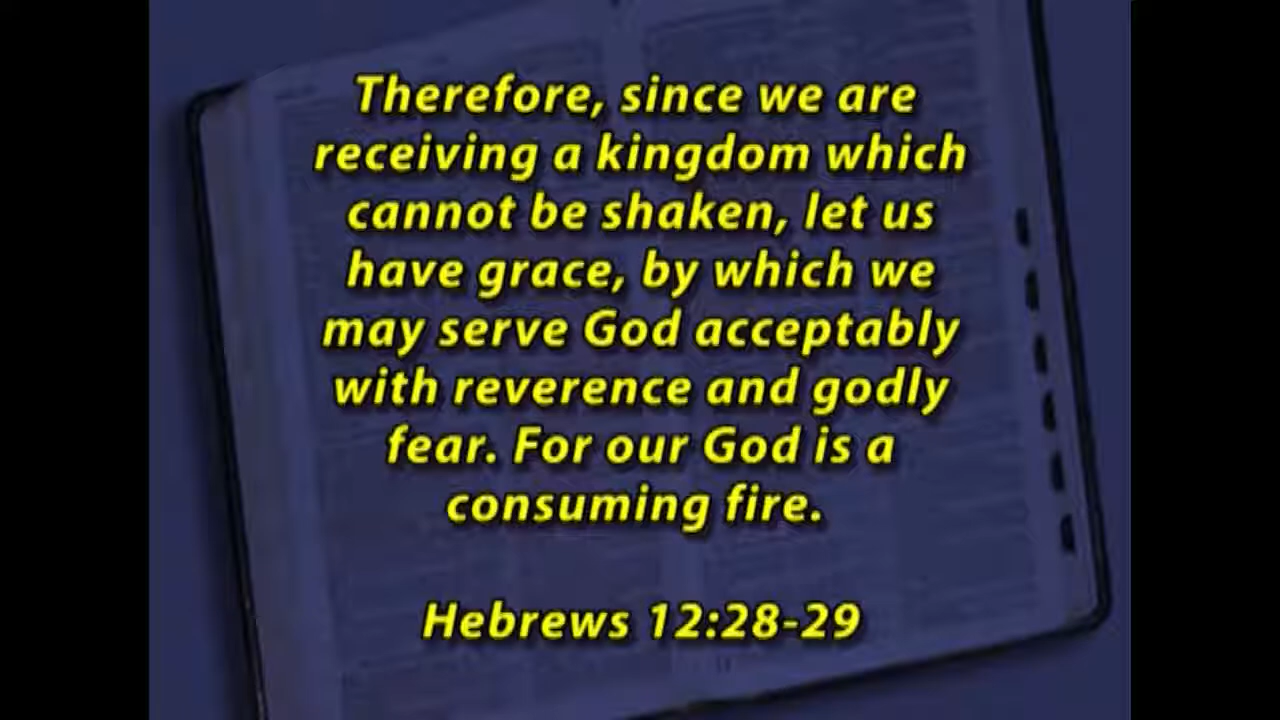 Therefore, since we are
receiving a kingdom which
cannot be shaken, let us
have grace, by which we
may serve God acceptably
with reverence and godly
fear. For our God is a
consuming fire.
Hebrews 12:28-29